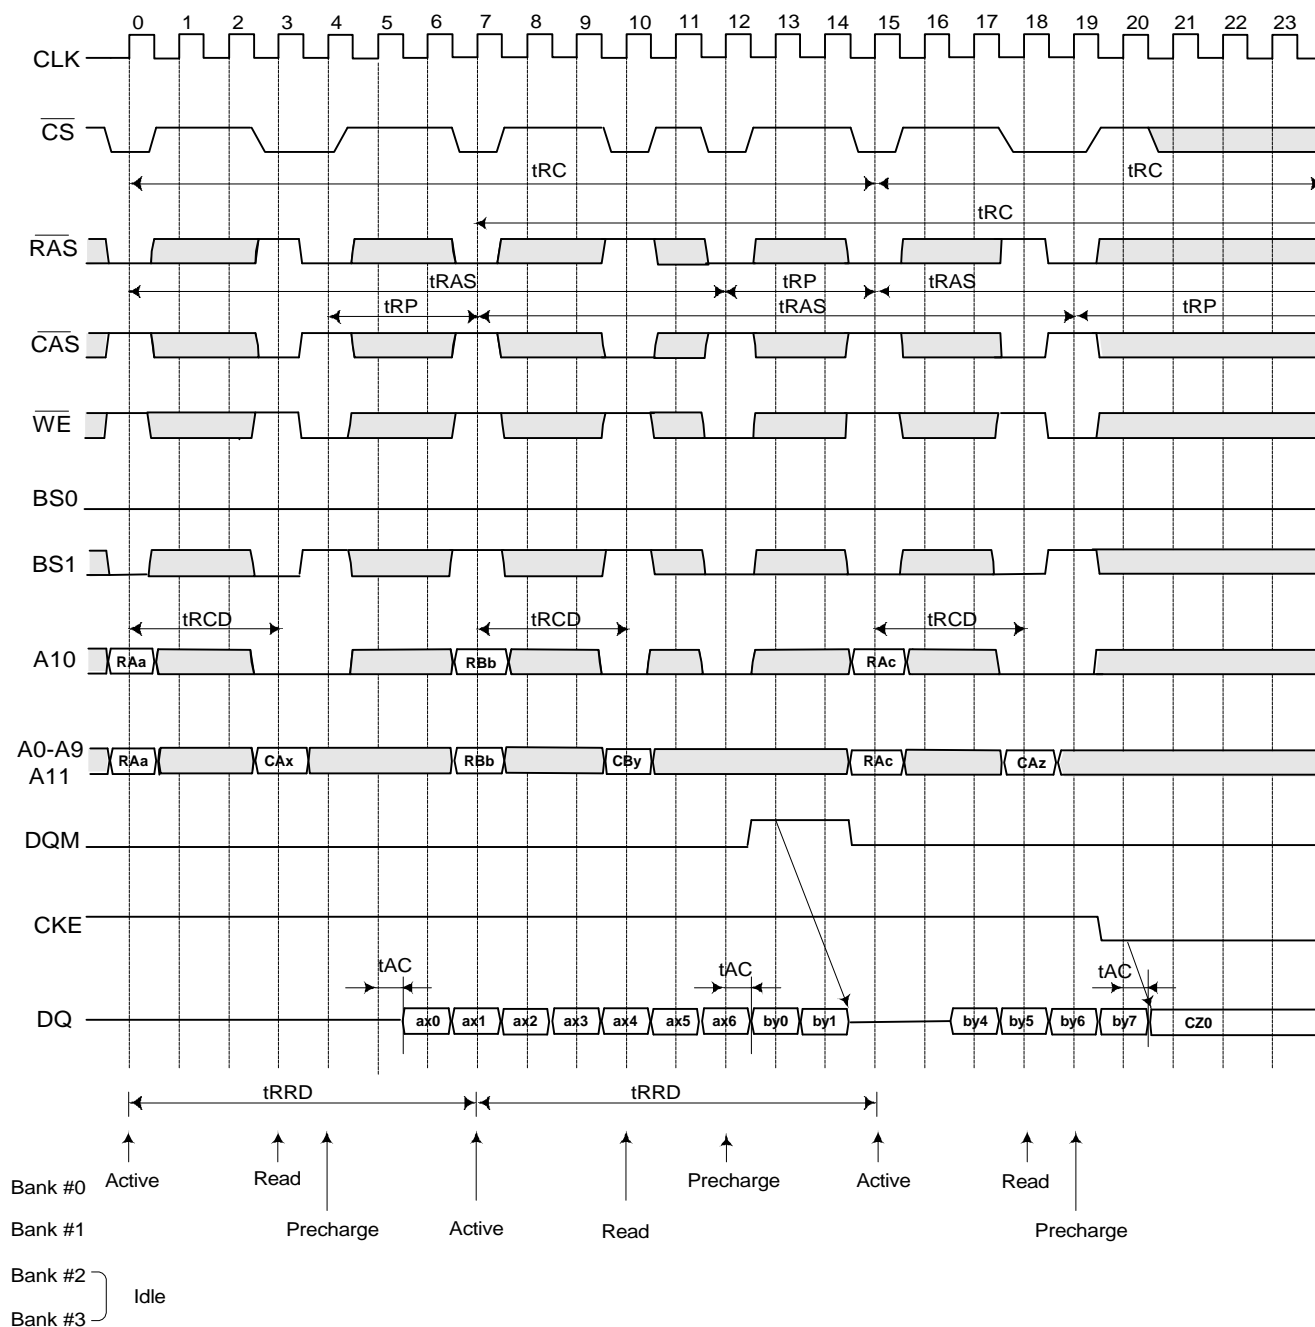 0 1 2 3 4 5 6 7 8 9 10 11 12 13 14 15 16 17 18 19 20 21 22 23
CLK
CS
tRC tRC
tRC
RAS
tRAS tRP tRAS
tRP tRAS tRP
CAS
WE
BS0
BS1
tRCD tRCD tRCD
A10 RAa RBb RAc
A0-A9
A11
RAa CAx RBb CBy RAc CAz
DQM
CKE
tAC tAC tAC
DQ ax0 ax1 ax2 ax3 ax4 ax5 ax6 by0 by1 by4 by5 by6 by7 CZ0
tRRD tRRD
Bank #0 Active Read Precharge Active Read
Bank #1 Precharge Active Read Precharge
Bank #2
Idle
Bank #3